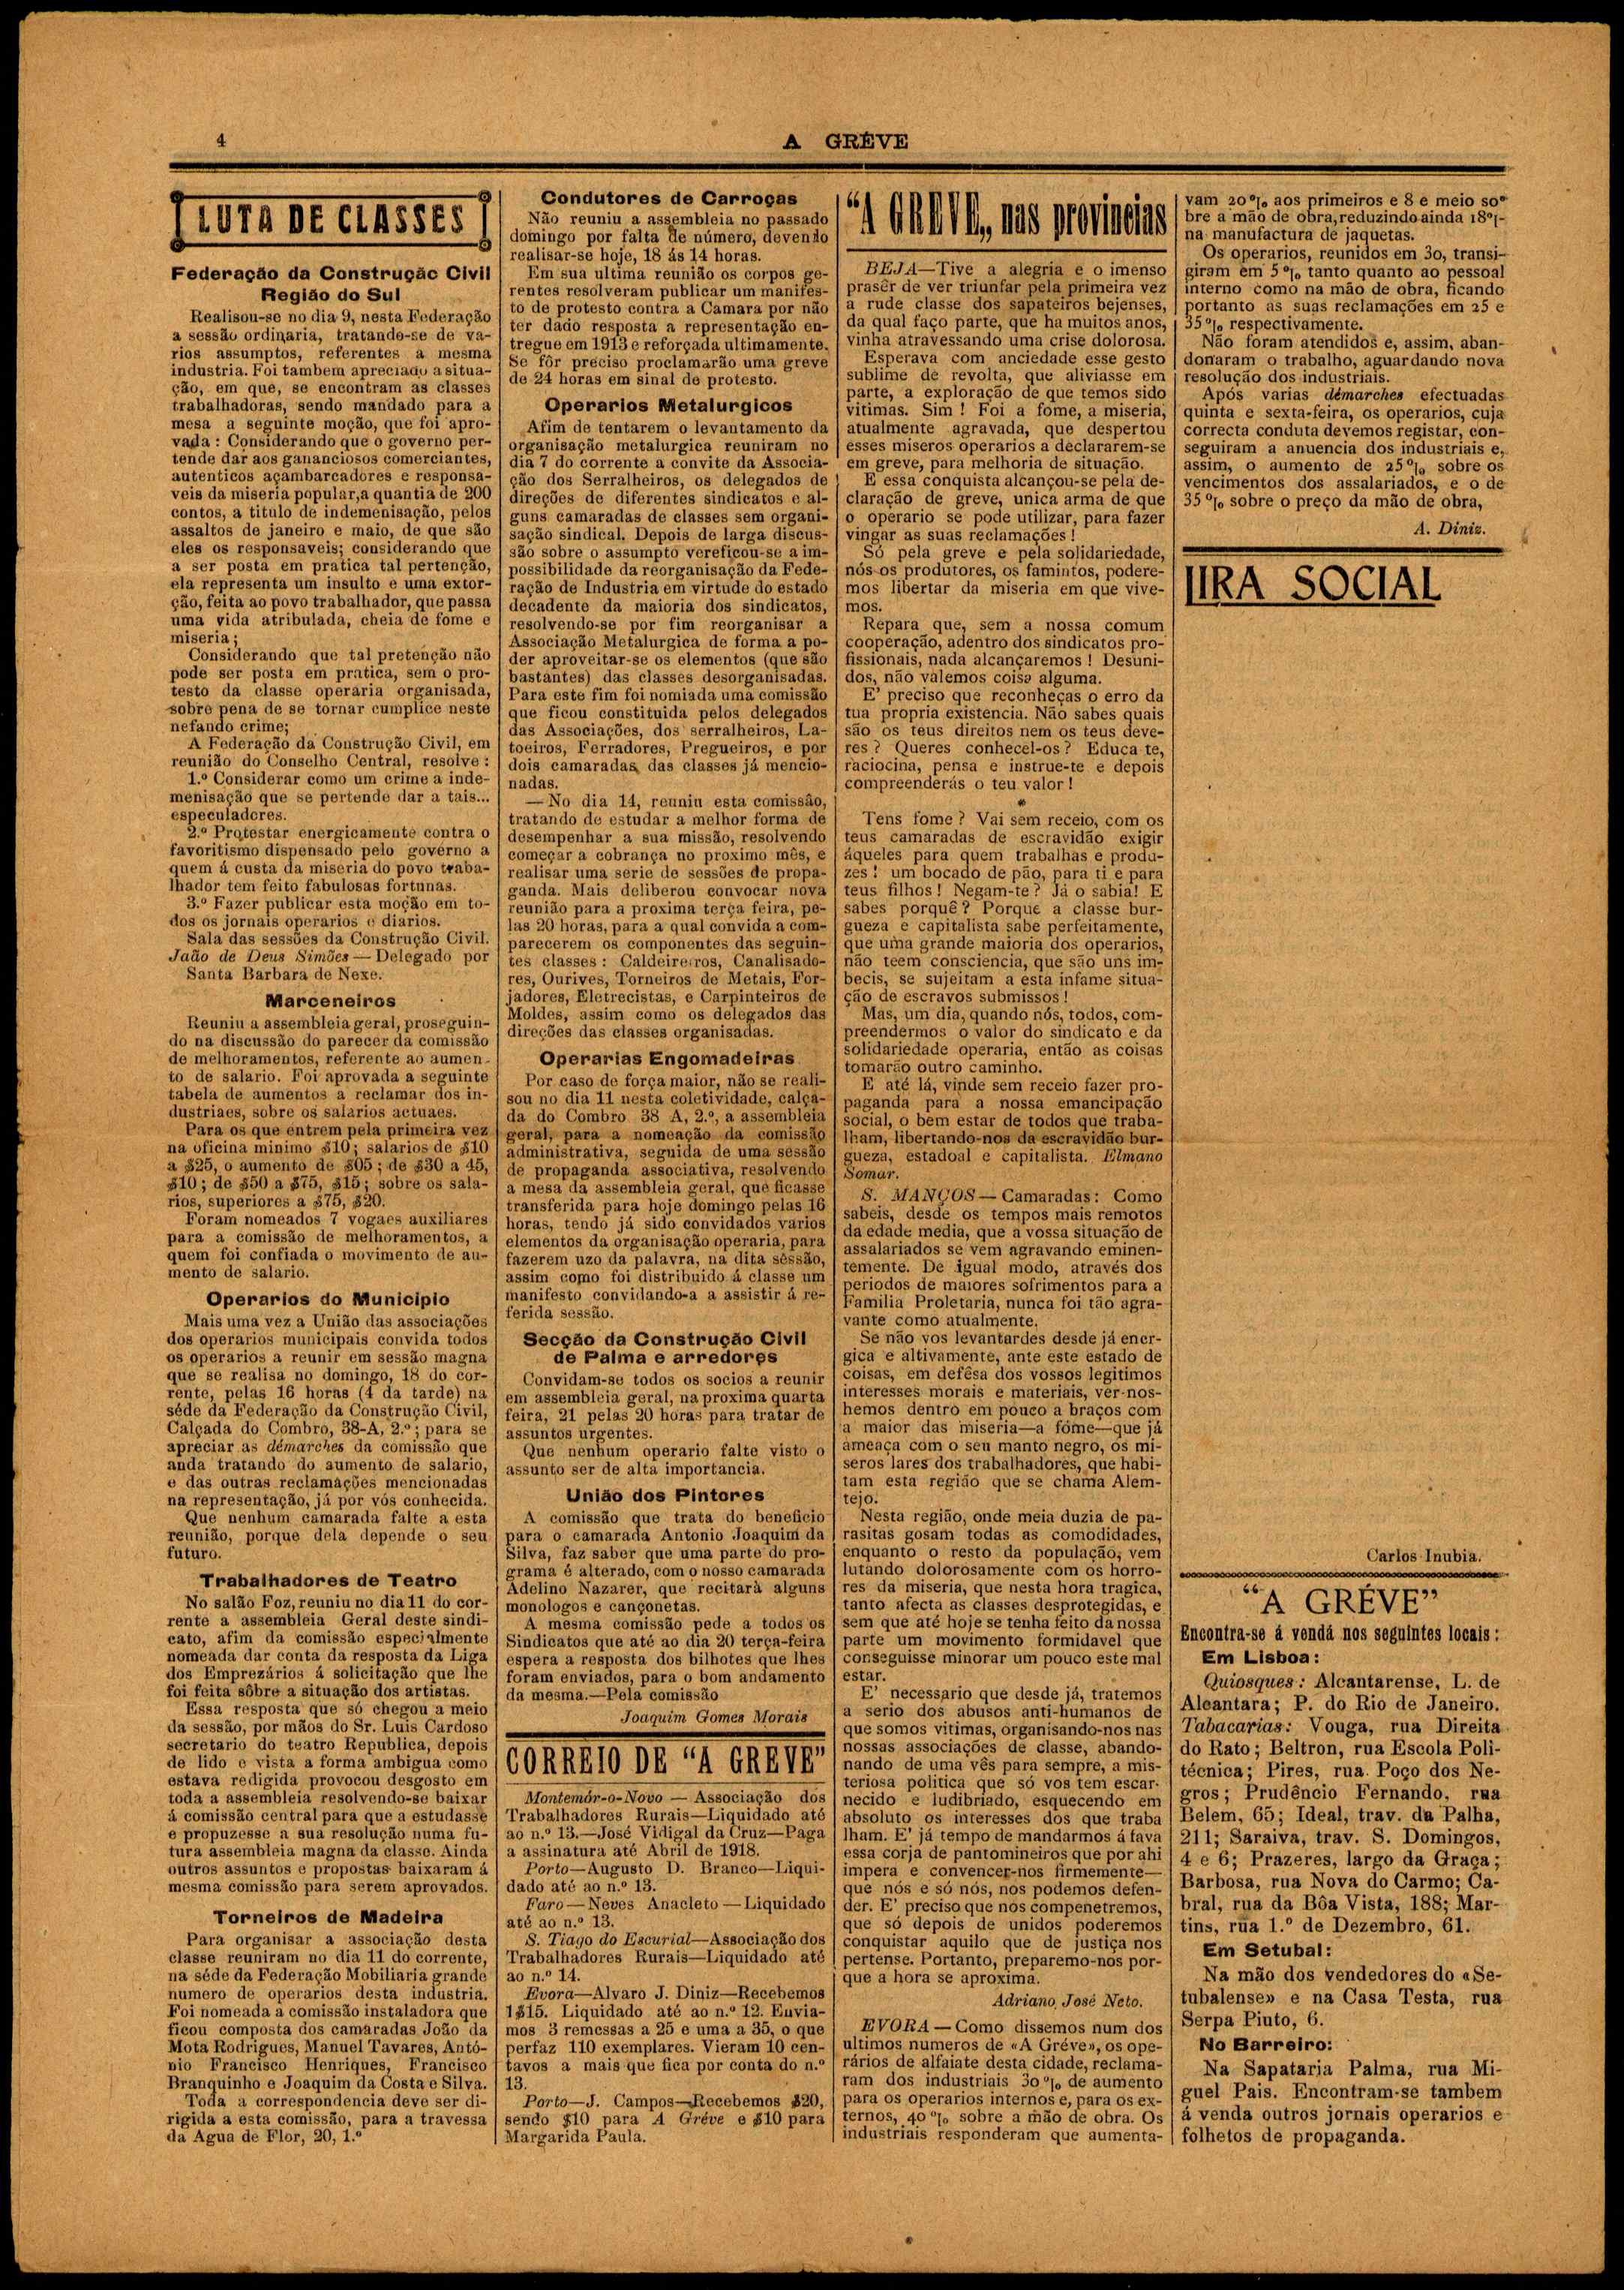 4
A GRÉVE
LUTA DE CLASSES
Federação da Construção Civil
Região do Sul
Realisou-se no dia 9, nesta Federação
a sessão ordinaria, tratando-se de va-
rios assumptos, referentes a mesma
industria. Foi tambem apreciado a situa-
ção, em que, se encontram as classes
trabalhadoras, sendo mandado para a
mesa a seguinte moção, que foi apro-
vada : Considerando que o governo per-
tende dar aos gananciosos comerciantes,
autenticos açambarcadores e responsa-
veis da miseria popular,a quantia de 200
contos, a titulo de indemenisação, pelos
assaltos de janeiro e maio, de que são
eles os responsaveis; considerando que
a ser posta em pratica tal pertenção,
ela representa um insulto e uma extor-
ção, feita ao povo trabalhador, que passa
uma vida atribulada, cheia de fome e
miseria ;
Considerando que tal pretenção não
pode ser posta em pratica, sem o pro-
testo da classe operaria organisada,
sobre pena de se tornar cumplice neste
nefando crime;
A Federação da Construção Civil, em
reunião do Conselho Central, resolve :
1.º Considerar como um crime a inde-
menisação que se pertende dar a tais...
especuladores.
2.º Protestar energicamente contra o
favoritismo dispensado pelo governo a
quem á custa da miseria do povo traba-
lhador tem feito fabulosas fortunas.
3.º Fazer publicar esta moção em to-
dos os jornais operarios e diarios.
Sala das sessões da Construção Civil.
Jaão de Deus Simões — Delegado por
Santa Barbara de Nexe.
Marceneiros
Reuniu a assembleia geral, proseguin-
do na discussão do parecer da comissão
de melhoramentos, referente ao aumen-
to de salario. Foi aprovada a seguinte
tabela de aumentos a reclamar dos in-
dustriaes, sobre os salarios actuaes.
Para os que entrem pela primeira vez
na oficina minimo $10; salarios de $10
a $25, o aumento de $05; de $30 a 45,
$10; de $50 a $75, $15; sobre os sala-
rios, superiores a $75, $20.
Foram nomeados 7 vogaes auxiliares
para a comissão de melhoramentos, a
quem foi confiada o movimento de au-
mento de salario.
Operarios do Municipio
Mais uma vez a União das associações
dos operarios municipais convida todos
os operarios a reunir em sessão magna
que se realisa no domingo, 18 do cor-
rente, pelas 16 horas (4 da tarde) na
séde da Federação da Construção Civil,
Calçada do Combro, 38-A, 2.º; para se
apreciar as démarches da comissão que
anda tratando do aumento de salario,
e das outras reclamações mencionadas
na representação, já por vós conhecida.
Que nenhum camarada falte a esta
reunião, porque dela depende o seu
futuro.
Trabalhadores de Teatro
No salão Foz, reuniu no dia 11 do cor-
rente a assembleia Geral deste sindi-
cato, afim da comissão especialmente
nomeada dar conta da resposta da Liga
dos Emprezários á solicitação que lhe
foi feita sôbre a situação dos artistas.
Essa resposta que só chegou a meio
da sessão, por mãos do Sr. Luis Cardoso
secretario do teatro Republica, depois
de lido e vista a forma ambigua como
estava redigida provocou desgosto em
toda a assembleia resolvendo-se baixar
á comissão central para que a estudasse
e propuzesse a sua resolução numa fu-
tura assembleia magna da classe. Ainda
outros assuntos e propostas baixaram á
mesma comissão para serem aprovados.
Torneiros de Madeira
Para organisar a associação desta
classe reuniram no dia 11 do corrente,
na séde da Federação Mobiliaria grande
numero de operarios desta industria.
Foi nomeada a comissão instaladora que
ficou composta dos camaradas João da
Mota Rodrigues, Manuel Tavares, Antó-
nio Francisco Henriques, Francisco
Branquinho e Joaquim da Costa e Silva.
Toda a correspondencia deve ser di-
rigida a esta comissão, para a travessa
da Agua de Flor, 20, 1.º
Condutores de Carroças
Não reuniu a assembleia no passado
domingo por falta de número, devendo
realisar-se hoje, 18 ás 14 horas.
Em sua ultima reunião os corpos ge-
rentes resolveram publicar um manifes-
to de protesto contra a Camara por não
ter dado resposta a representação en-
tregue em 1913 e reforçada ultimamente.
Se fôr preciso proclamarão uma greve
de 24 horas em sinal de protesto.
Operarios Metalurgicos
Afim de tentarem o levantamento da
organisação metalurgica reuniram no
dia 7 do corrente a convite da Associa-
ção dos Serralheiros, os delegados de
direções de diferentes sindicatos e al-
guns camaradas de classes sem organi-
sação sindical. Depois de larga discus-
são sobre o assumpto vereficou-se a im-
possibilidade da reorganisação da Fede-
ração de Industria em virtude do estado
decadente da maioria dos sindicatos,
resolvendo-se por fim reorganisar a
Associação Metalurgica de forma a po-
der aproveitar-se os elementos (que são
bastantes) das classes desorganisadas.
Para este fim foi nomiada uma comissão
que ficou constituida pelos delegados
das Associações, dos serralheiros, La-
toeiros, Ferradores, Pregueiros, e por
dois camaradas das classes já mencio-
nadas.
— No dia 14, reuniu esta comissão,
tratando de estudar a melhor forma de
desempenhar a sua missão, resolvendo
começar a cobrança no proximo mês, e
realisar uma serie de sessões de propa-
ganda. Mais deliberou convocar nova
reunião para a proxima terça feira, pe-
las 20 horas, para a qual convida a com-
parecerem os componentes das seguin-
tes classes : Caldeireiros, Canalisado-
res, Ourives, Torneiros de Metais, For-
jadores, Eletrecistas, e Carpinteiros de
Moldes, assim como os delegados das
direções das classes organisadas.
Operarias Engomadeiras
Por caso de força maior, não se reali-
sou no dia 11 nesta coletividade, calça-
da do Combro 38 A, 2.º, a assembleia
geral, para a nomeação da comissão
administrativa, seguida de uma sessão
de propaganda associativa, resolvendo
a mesa da assembleia geral, que ficasse
transferida para hoje domingo pelas 16
horas, tendo já sido convidados varios
elementos da organisação operaria, para
fazerem uzo da palavra, na dita sèssão,
assim como foi distribuido á classe um
manifesto convidando-a a assistir á re-
ferida sessão.
Secção da Construção Civil
de Palma e arredores
Convidam-se todos os socios a reunir
em assembleia geral, na proxima quarta
feira, 21 pelas 20 horas para tratar de
assuntos urgentes.
Que nenhum operario falte visto o
assunto ser de alta importancia.
União dos Pintores
A comissão que trata do beneficio
para o camarada Antonio Joaquim da
Silva, faz saber que uma parte do pro-
grama é alterado, com o nosso camarada
Adelino Nazarer, que recitará alguns
monologos e cançonetas.
A mesma comissão pede a todos os
Sindicatos que até ao dia 20 terça-feira
espera a resposta dos bilhotes que lhes
foram enviados, para o bom andamento
da mesma.—Pela comissão
Joaquim Gomes Morais
CORREIO DE "A GREVE"
Montemór-o-Novo — Associação dos
Trabalhadores Rurais—Liquidado até
ao n.º 13.—José Vidigal da Cruz—Paga
a assinatura até Abril de 1918.
Porto—Augusto D. Branco—Liqui-
dado até ao n.º 13.
Faro—Neves Anacleto — Liquidado
até ao n.º 13.
S. Tiago do Escurial—Associação dos
Trabalhadores Rurais—Liquidado até
ao n.º 14.
Evora—Alvaro J. Diniz—Recebemos
1$15. Liquidado até ao n.º 12. Envia-
mos 3 remessas a 25 e uma a 35, o que
perfaz 110 exemplares. Vieram 10 cen-
tavos a mais que fica por conta do n.º
13.
Porto—J. Campos—Recebemos $20,
sendo $10 para A Gréve e $10 para
Margarida Paula.
"A GREVE,, nas provincias
BEJA—Tive a alegria e o imenso
prasêr de ver triunfar pela primeira vez
a rude classe dos sapateiros bejenses,
da qual faço parte, que ha muitos anos,
vinha atravessando uma crise dolorosa.
Esperava com anciedade esse gesto
sublime de revolta, que aliviasse em
parte, a exploração de que temos sido
vitimas. Sim ! Foi a fome, a miseria,
atualmente agravada, que despertou
esses miseros operarios a declararem-se
em greve, para melhoria de situação.
E essa conquista alcançou-se pela de-
claração de greve, unica arma de que
o operario se pode utilizar, para fazer
vingar as suas reclamações !
Só pela greve e pela solidariedade,
nós os produtores, os famintos, podere-
mos libertar da miseria em que vive-
mos.
Repara que, sem a nossa comum
cooperação, adentro dos sindicatos pro-
fissionais, nada alcançaremos ! Desuni-
dos, não valemos coisa alguma.
E' preciso que reconheças o erro da
tua propria existencia. Não sabes quais
são os teus direitos nem os teus deve-
res ? Queres conhecel-os ? Educa te,
raciocina, pensa e instrue-te e depois
compreenderás o teu valor !
*
Tens fome ? Vai sem receio, com os
teus camaradas de escravidão exigir
áqueles para quem trabalhas e produ-
zes ! um bocado de pão, para ti e para
teus filhos ! Negam-te ? Já o sabia! E
sabes porquê ? Porque a classe bur-
gueza e capitalista sabe perfeitamente,
que uma grande maioria dos operarios,
não teem consciencia, que são uns im-
becis, se sujeitam a esta infame situa-
ção de escravos submissos !
Mas, um dia, quando nós, todos, com-
preendermos o valor do sindicato e da
solidariedade operaria, então as coisas
tomarão outro caminho.
E até lá, vinde sem receio fazer pro-
paganda para a nossa emancipação
social, o bem estar de todos que traba-
lham, libertando-nos da escravidão bur-
gueza, estadoal e capitalista. Elmano
Somar.
S. MANÇOS— Camaradas: Como
sabeis, desde os tempos mais remotos
da edade media, que a vossa situação de
assalariados se vem agravando eminen-
temente. De igual modo, através dos
periodos de maiores sofrimentos para a
Familia Proletaria, nunca foi tão agra-
vante como atualmente.
Se não vos levantardes desde já ener-
gica e altivamente, ante este estado de
coisas, em defêsa dos vossos legitimos
interesses morais e materiais, ver-nos-
hemos dentro em pouco a braços com
a maior das miseria—a fóme—que já
ameaça com o seu manto negro, os mi-
seros lares dos trabalhadores, que habi-
tam esta região que se chama Alem-
tejo.
Nesta região, onde meia duzia de pa-
rasitas gosam todas as comodidades,
enquanto o resto da população, vem
lutando dolorosamente com os horro-
res da miseria, que nesta hora tragica,
tanto afecta as classes desprotegidas, e
sem que até hoje se tenha feito da nossa
parte um movimento formidavel que
conseguisse minorar um pouco este mal
estar.
E' necessario que desde já, tratemos
a serio dos abusos anti-humanos de
que somos vitimas, organisando-nos nas
nossas associações de classe, abando-
nando de uma vês para sempre, a mis-
teriosa politica que só vos tem escar-
necido e ludibriado, esquecendo em
absoluto os interesses dos que traba
lham. E' já tempo de mandarmos á fava
essa corja de pantomineiros que por ahi
impera e convencer-nos firmemente—
que nós e só nós, nos podemos defen-
der. E' preciso que nos compenetremos,
que só depois de unidos poderemos
conquistar aquilo que de justiça nos
pertense. Portanto, preparemo-nos por-
que a hora se aproxima.
Adriano José Neto.
EVORA — Como dissemos num dos
ultimos numeros de «A Gréve», os ope-
rários de alfaiate desta cidade, reclama-
ram dos industriais 30 % de aumento
para os operarios internos e, para os ex-
ternos, 40 % sobre a mão de obra. Os
industriais responderam que aumenta-
vam 20 % aos primeiros e 8 e meio so-
bre a mão de obra, reduzindo ainda 18 %-
na manufactura de jaquetas.
Os operarios, reunidos em 30, transi-
giram em 5 % tanto quanto ao pessoal
interno como na mão de obra, ficando
portanto as suas reclamações em 25 e
35 % respectivamente.
Não foram atendidos e, assim, aban-
donaram o trabalho, aguardando nova
resolução dos industriais.
Após varias démarches efectuadas
quinta e sexta-feira, os operarios, cuja
correcta conduta devemos registar, con-
seguiram a anuencia dos industriais e,
assim, o aumento de 25 % sobre os
vencimentos dos assalariados, e o de
35 % sobre o preço da mão de obra,
A. Diniz.
LIRA SOCIAL
Carlos Inubia.
"A GRÉVE"
Encontra-se á vendá nos seguintes locais :
Em Lisboa:
Quiosques : Alcantarense, L. de
Alcantara; P. do Rio de Janeiro.
Tabacarias: Vouga, rua Direita
do Rato; Beltron, rua Escola Poli-
técnica; Pires, rua Poço dos Ne-
gros; Prudêncio Fernando, rua
Belem, 65; Ideal, trav. da Palha,
211; Saraiva, trav. S. Domingos,
4 e 6; Prazeres, largo da Graça;
Barbosa, rua Nova do Carmo; Ca-
bral, rua da Bôa Vista, 188; Mar-
tins, rua 1.º de Dezembro, 61.
Em Setubal:
Na mão dos vendedores do «Se-
tubalense» e na Casa Testa, rua
Serpa Piuto, 6.
No Barreiro:
Na Sapataria Palma, rua Mi-
guel Pais. Encontram-se tambem
á venda outros jornais operarios e
folhetos de propaganda.